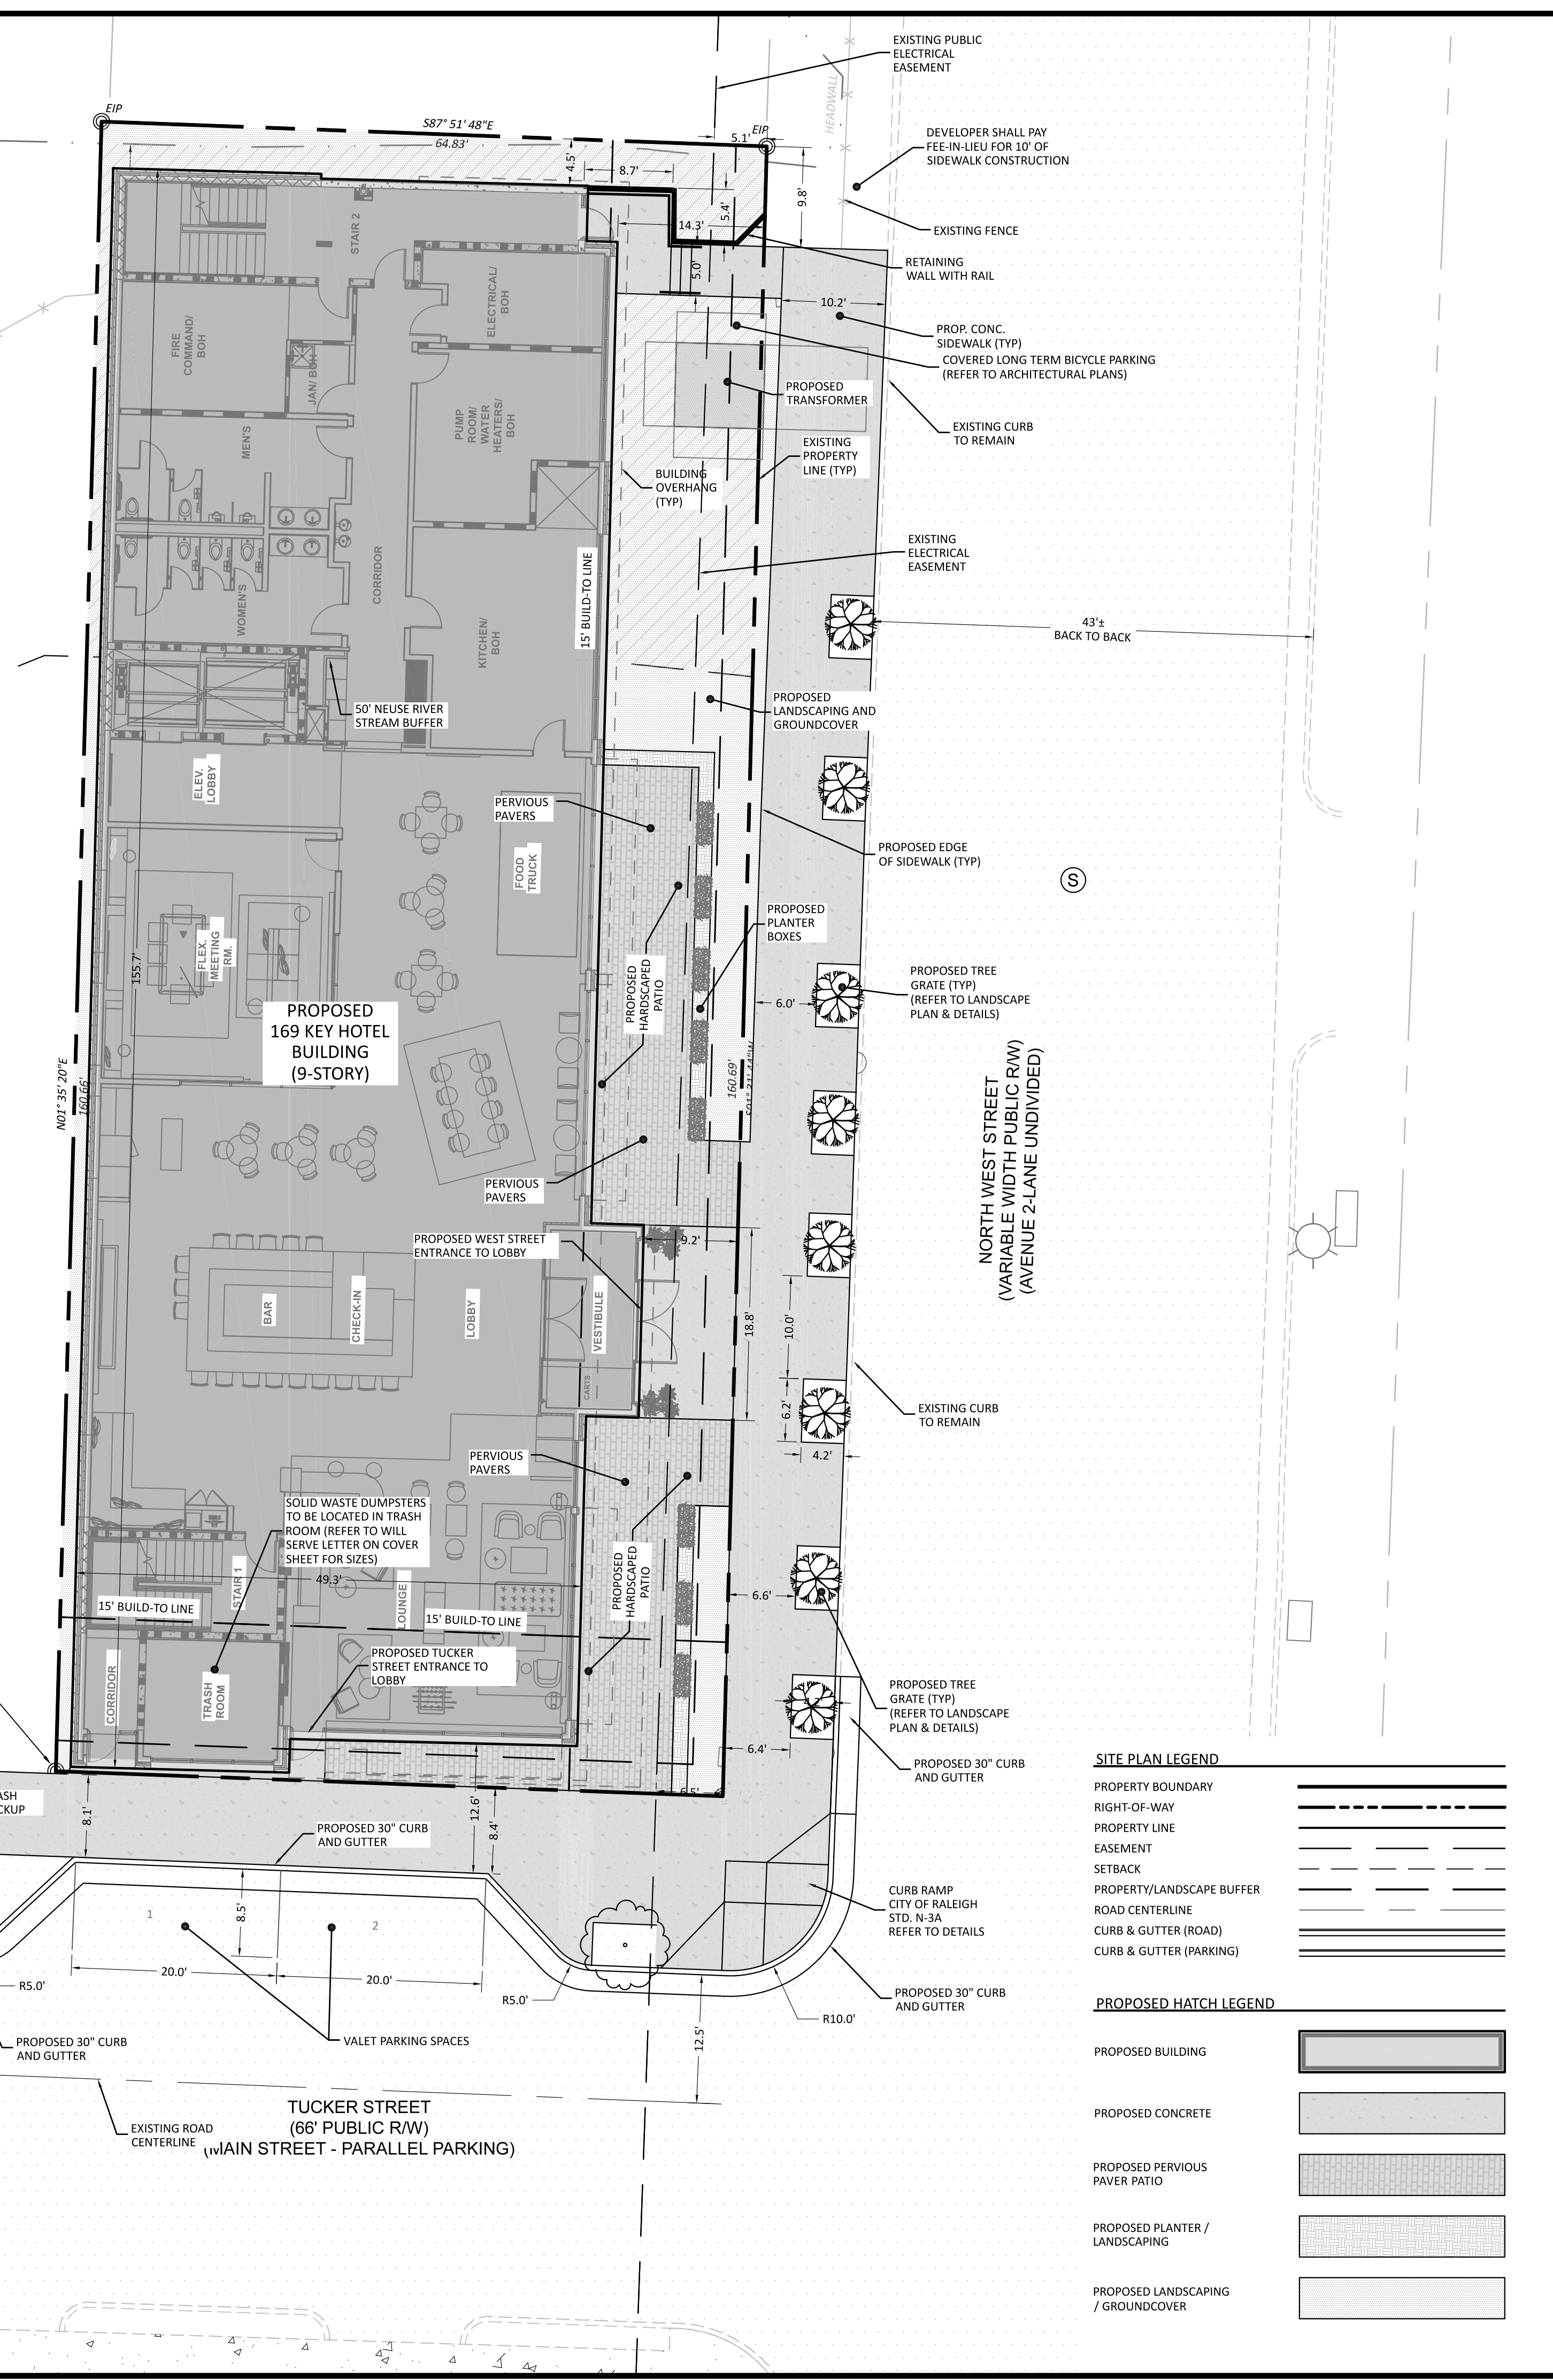 EXISTING PUBLIC
ELECTRICAL
EASEMENT
HEADWALL
EIP
S87° 51' 48"E
64.83'
4.5'
8.7'
5.1'
EIP
9.8'
DEVELOPER SHALL PAY
FEE-IN-LIEU FOR 10' OF
SIDEWALK CONSTRUCTION
EXISTING FENCE
RETAINING
WALL WITH RAIL
5.4'
14.3'
5.0'
10.2'
PROP. CONC.
SIDEWALK (TYP)
COVERED LONG TERM BICYCLE PARKING
(REFER TO ARCHITECTURAL PLANS)
PROPOSED
TRANSFORMER
EXISTING CURB
TO REMAIN
EXISTING
PROPERTY
LINE (TYP)
BUILDING
OVERHANG
(TYP)
EXISTING
ELECTRICAL
EASEMENT
STAIR 2
FIRE
COMMAND/
BOH
JAN/ BOH
ELECTRICAL/
BOH
PUMP
ROOM/
WATER
HEATERS/
BOH
MEN'S
WOMEN'S
CORRIDOR
KITCHEN/
BOH
15' BUILD-TO LINE
43'±
BACK TO BACK
50' NEUSE RIVER
STREAM BUFFER
PROPOSED
LANDSCAPING AND
GROUNDCOVER
ELEV.
LOBBY
PERVIOUS
PAVERS
FOOD
TRUCK
PROPOSED EDGE
OF SIDEWALK (TYP)
S
PROPOSED
PLANTER
BOXES
FLEX.
MEETING
RM.
155.7'
PROPOSED
169 KEY HOTEL
BUILDING
(9-STORY)
PROPOSED
HARDSCAPED
PATIO
6.0'
PROPOSED TREE
GRATE (TYP)
(REFER TO LANDSCAPE
PLAN & DETAILS)
N01° 35' 20"E
160.66'
160.69'
S01° 21' 44"W
NORTH WEST STREET
(VARIABLE WIDTH PUBLIC R/W)
(AVENUE 2-LANE UNDIVIDED)
PERVIOUS
PAVERS
PROPOSED WEST STREET
ENTRANCE TO LOBBY
9.2'
BAR
CHECK-IN
LOBBY
VESTIBULE
CARTS
18.8'
10.0'
6.2'
4.2'
EXISTING CURB
TO REMAIN
PERVIOUS
PAVERS
SOLID WASTE DUMPSTERS
TO BE LOCATED IN TRASH
ROOM (REFER TO WILL
SERVE LETTER ON COVER
SHEET FOR SIZES)
49.3'
STAIR 1
LOUNGE
PROPOSED
HARDSCAPED
PATIO
6.6'
15' BUILD-TO LINE
15' BUILD-TO LINE
PROPOSED TUCKER
STREET ENTRANCE TO
LOBBY
CORRIDOR
TRASH
ROOM
PROPOSED TREE
GRATE (TYP)
(REFER TO LANDSCAPE
PLAN & DETAILS)
6.4'
PROPOSED 30" CURB
AND GUTTER
6.5'
8.1'
12.6'
8.4'
PROPOSED 30" CURB
AND GUTTER
1
2
8.5'
20.0'
20.0'
R5.0'
R5.0'
CURB RAMP
CITY OF RALEIGH
STD. N-3A
REFER TO DETAILS
PROPOSED 30" CURB
AND GUTTER
R10.0'
12.5'
PROPOSED 30" CURB
AND GUTTER
VALET PARKING SPACES
TUCKER STREET
(66' PUBLIC R/W)
(MAIN STREET - PARALLEL PARKING)
EXISTING ROAD
CENTERLINE
SITE PLAN LEGEND
PROPERTY BOUNDARY
RIGHT-OF-WAY
PROPERTY LINE
EASEMENT
SETBACK
PROPERTY/LANDSCAPE BUFFER
ROAD CENTERLINE
CURB & GUTTER (ROAD)
CURB & GUTTER (PARKING)
PROPOSED HATCH LEGEND
PROPOSED BUILDING
PROPOSED CONCRETE
PROPOSED PERVIOUS
PAVER PATIO
PROPOSED PLANTER /
LANDSCAPING
PROPOSED LANDSCAPING
/ GROUNDCOVER